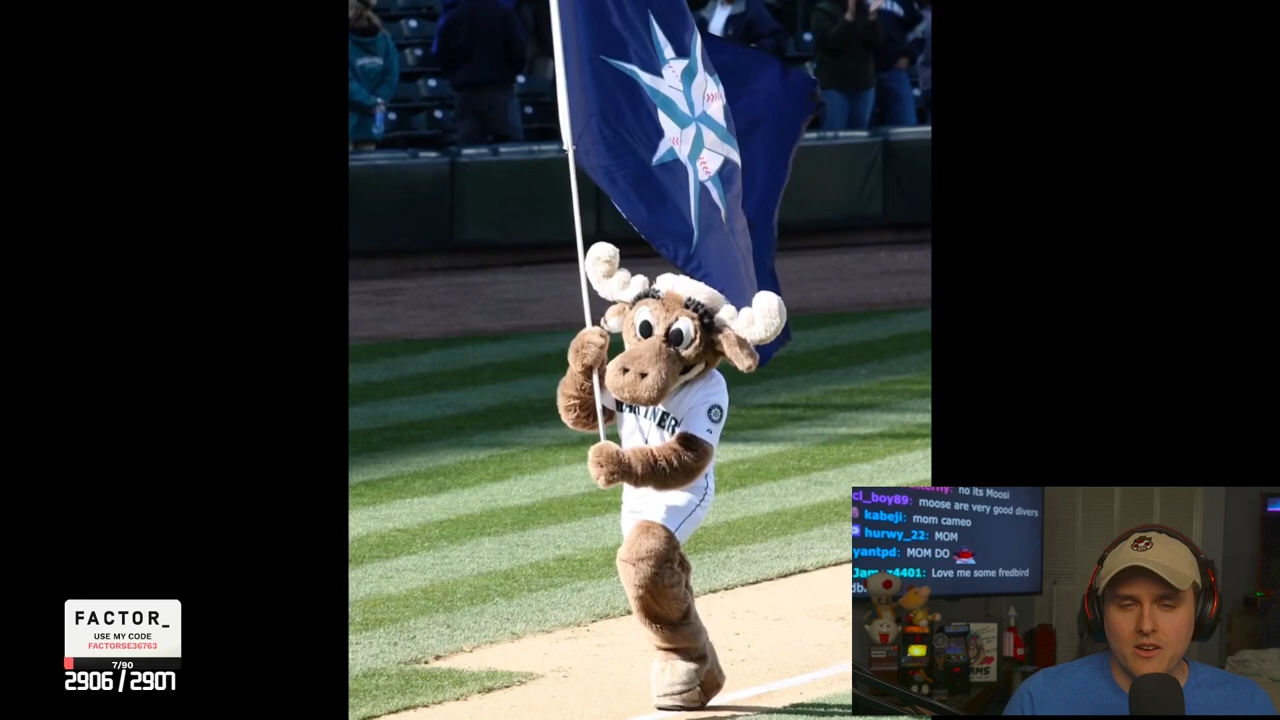 MARINERS
no its Moosi
cl_boy89: moose are very good divers
kabeji: mom cameo
hurwy_22: MOM
yantpd: MOM DO
4401: Love me some fredbird
FACTOR_
USE MY CODE
FACTORSE36763
7/90
2906/2907